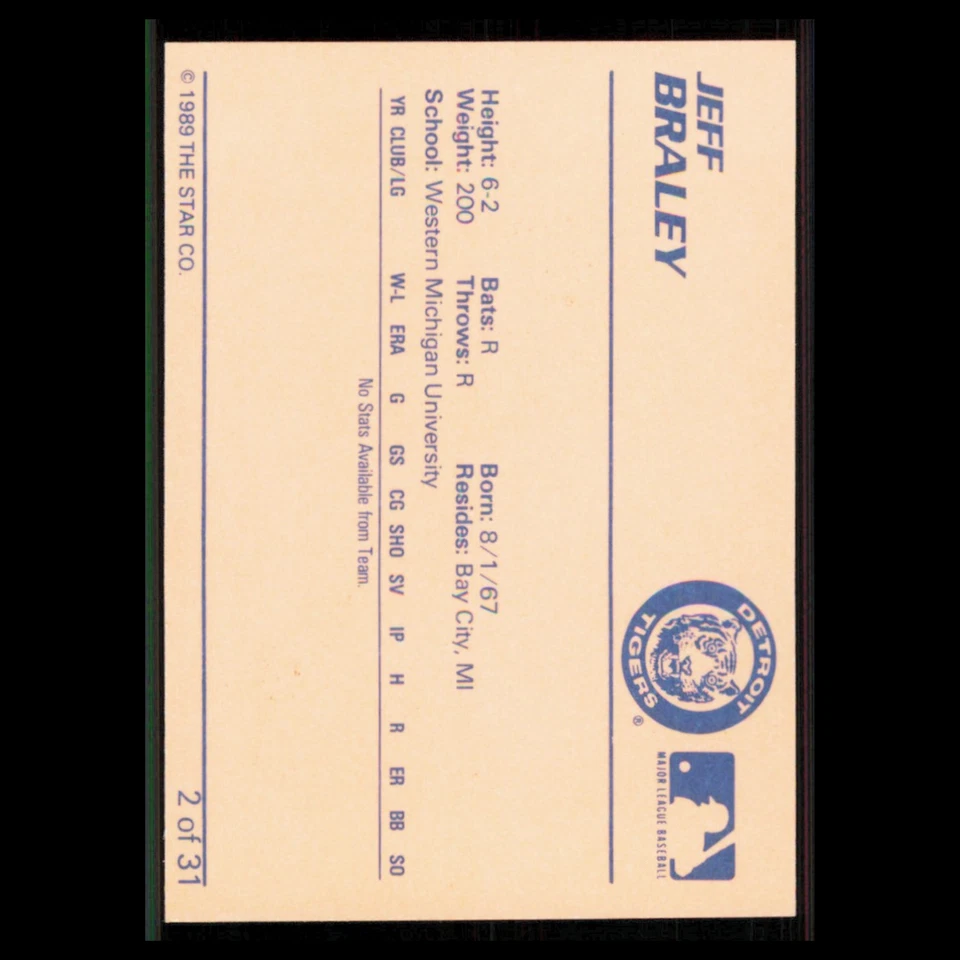 JEFF
BRALEY
DETROIT
TIGERS
®
MAJOR LEAGUE BASEBALL
Height: 6-2 Bats: R Born: 8/1/67
Weight: 200 Throws: R Resides: Bay City, MI
School: Western Michigan University
YR CLUB/LG W-L ERA G GS CG SHO SV IP H R ER BB SO
No Stats Available from Team.
© 1989 THE STAR CO. 2 of 31